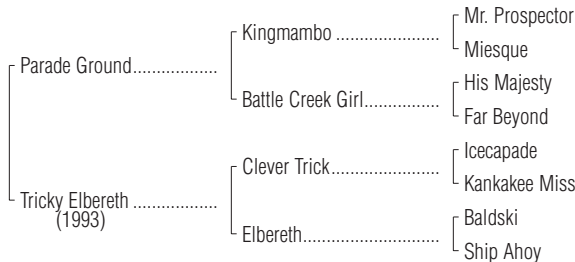 Mr. Prospector
Kingmambo ...................
Miesque
Parade Ground..................
His Majesty
Battle Creek Girl................
Far Beyond
Icecapade
Clever Trick.......................
Kankakee Miss
Tricky Elbereth ..................
(1993)
Baldski
Elbereth.............................
Ship Ahoy